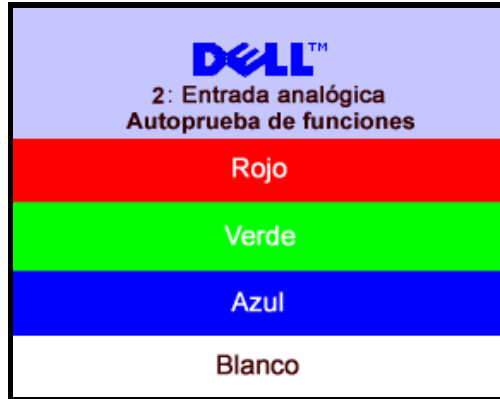 DELL™
2: Entrada analógica
Autoprueba de funciones
Rojo
Verde
Azul
Blanco